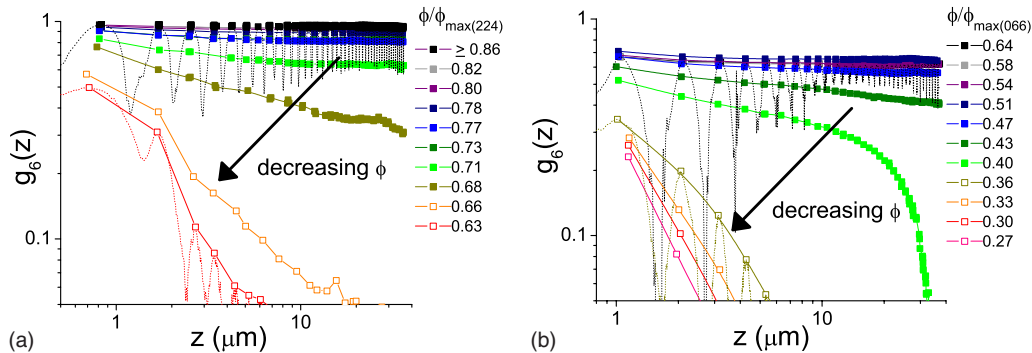 ϕ/ϕmax(224)
1
≥ 0.86
0.82
0.80
0.78
0.77
0.73
0.71
0.68
0.66
0.63
g6(z)
decreasing ϕ
0.1
1
10
(a)
z (μm)
ϕ/ϕmax(066)
1
0.64
0.58
0.54
0.51
0.47
0.43
0.40
0.36
0.33
0.30
0.27
g6(z)
decreasing ϕ
0.1
1
10
(b)
z (μm)